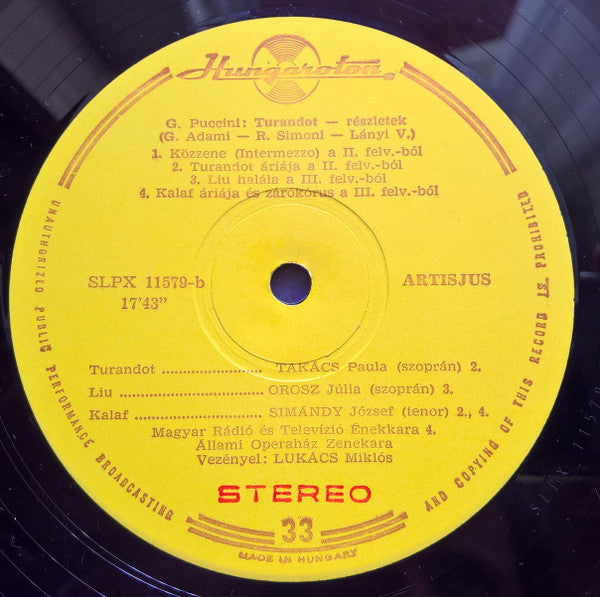 Hungaroton
G. Puccini: Turandot — részletek
(G. Adami — R. Simoni — Lányi V.)
1. Közzene (Intermezzo) a II. felv.-ból
2. Turandot áriája a II. felv.-ból
3. Liu halála a III. felv.-ból
4. Kalaf áriája és zárókórus a III. felv.-ból
SLPX 11579-b
17'43"
ARTISJUS
Turandot ........................ TAKÁCS Paula (szoprán) 2.
Liu ................................... OROSZ Júlia (szoprán) 3.
Kalaf ............................... SIMÁNDY József (tenor) 2., 4.
Magyar Rádió és Televízió Énekkara 4.
Állami Operaház Zenekara
Vezényel: LUKÁCS Miklós
STEREO
33
MADE IN HUNGARY
UNAUTHORIZED PUBLIC PERFORMANCE BROADCASTING
AND COPYING OF THIS RECORD IS PROHIBITED